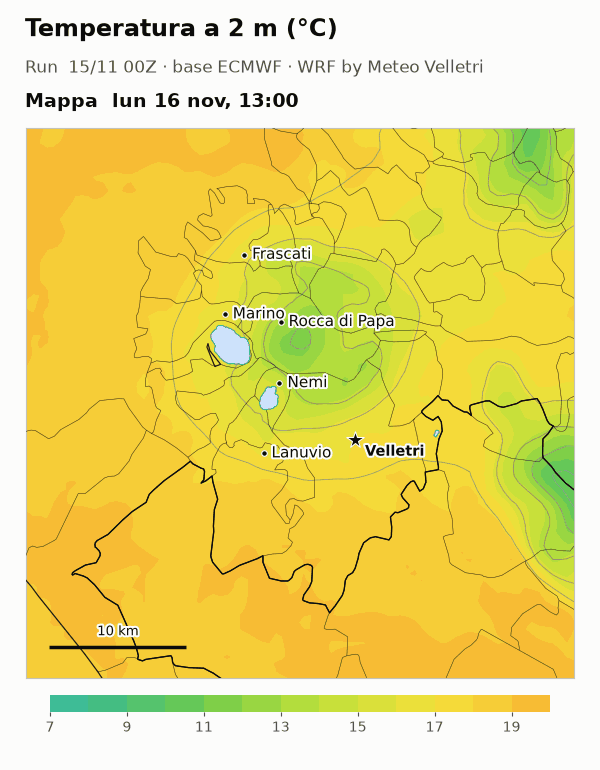 Temperatura a 2 m (°C)
Run  15/11 00Z · base ECMWF · WRF by Meteo Velletri
Mappa  lun 16 nov, 13:00
Frascati
Marino
Rocca di Papa
Nemi
Velletri
Lanuvio
10 km
7 9 11 13 15 17 19